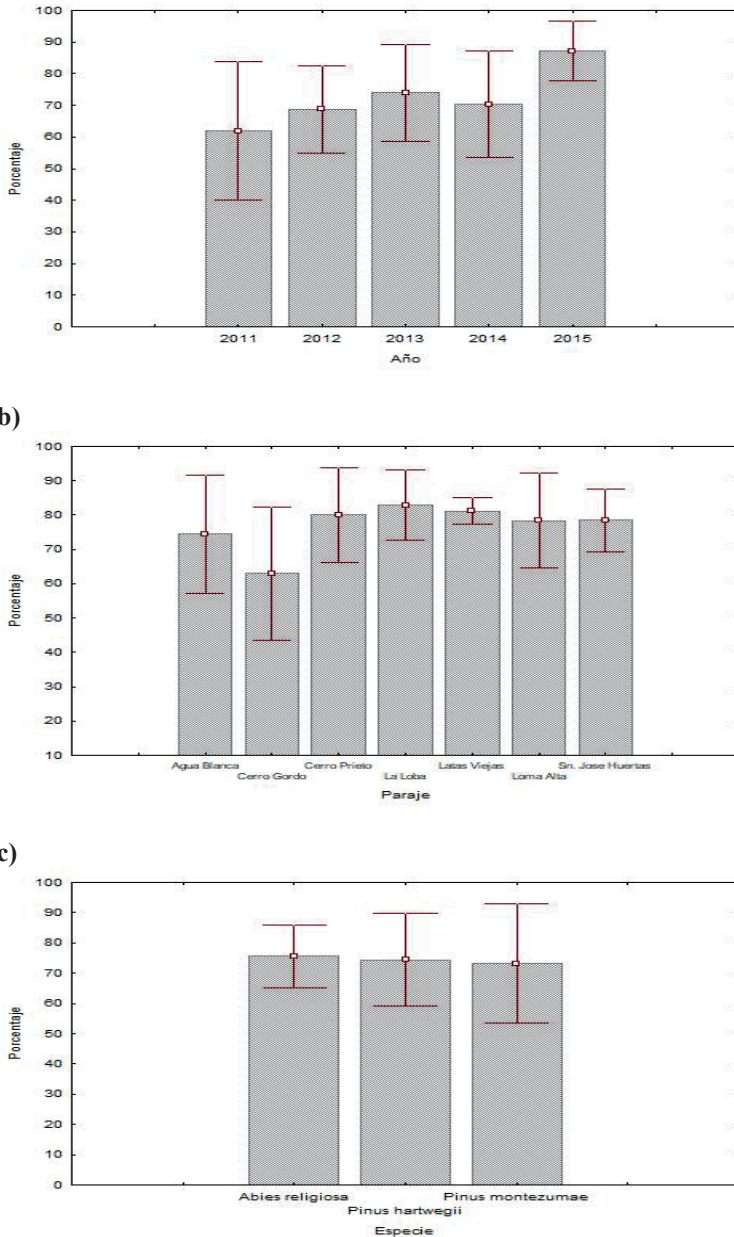 100
90
80
70
60
50
40
30
20
10
0
Porcentaje
2011 2012 2013 2014 2015
Año
b)
100
90
80
70
60
50
40
30
20
10
Porcentaje
Agua Blanca Cerro Prieto Latas Viejas Sn. Jose Huertas
Cerro Gordo La Loba Loma Alta
Paraje
c)
100
90
80
70
60
50
40
30
20
10
0
Porcentaje
Abies religiosa Pinus montezumae
Pinus hartwegii
Especie